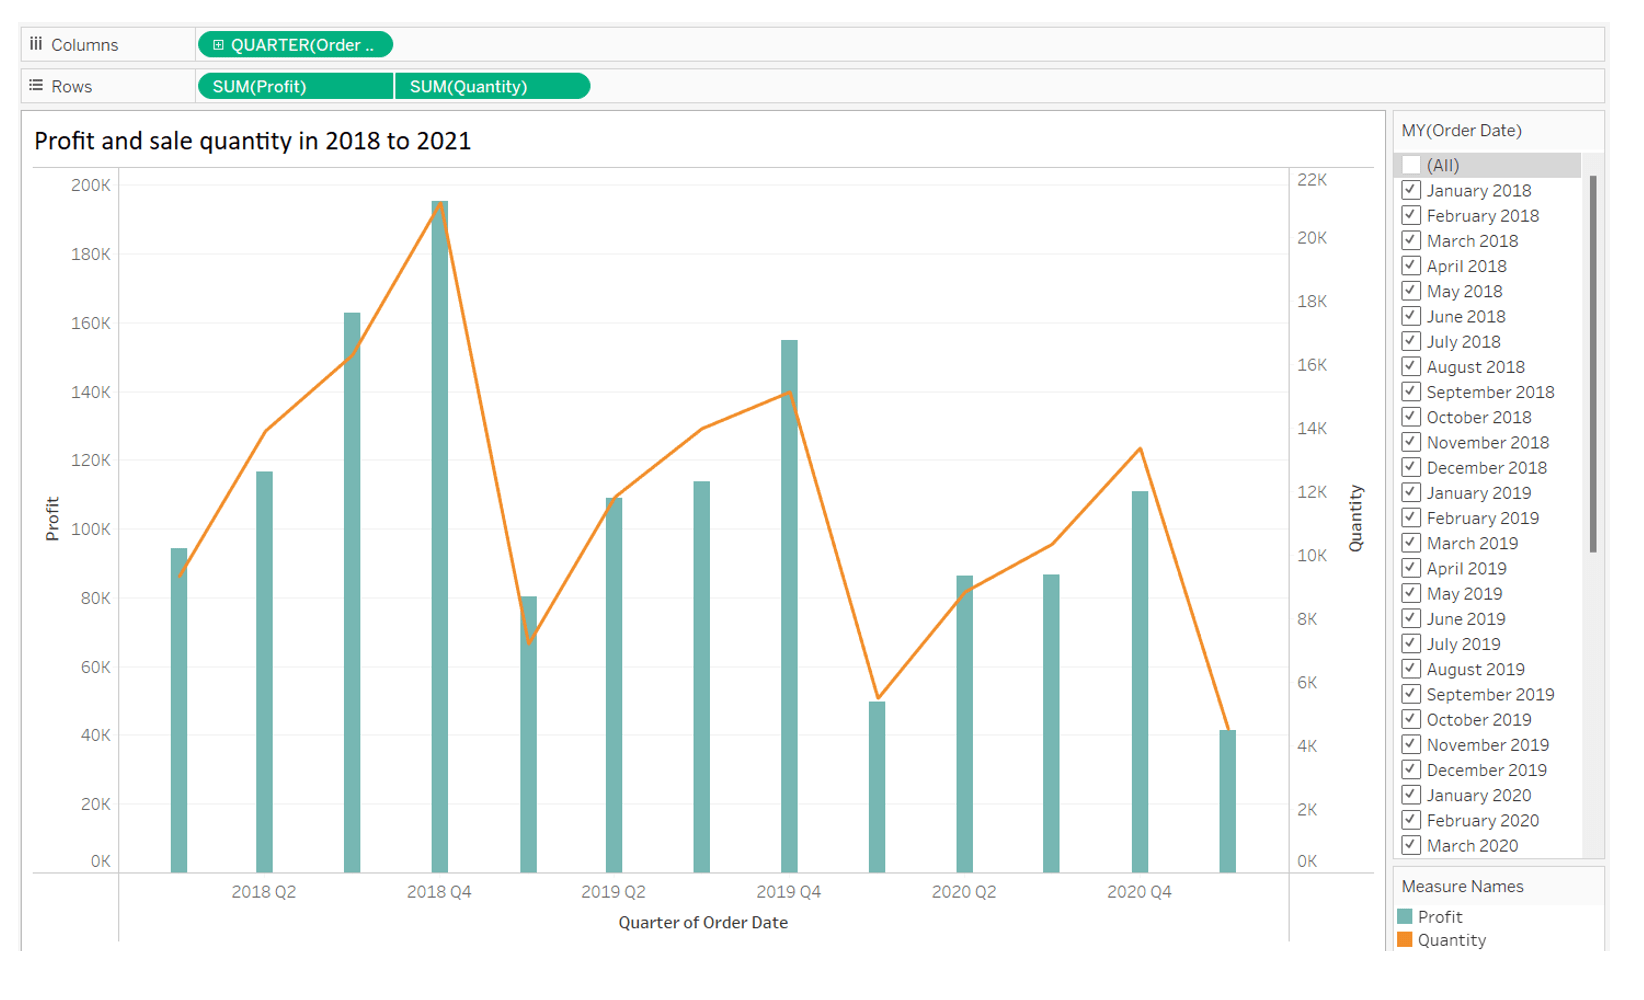 Columns
QUARTER(Order ..
Rows
SUM(Profit)
SUM(Quantity)
Profit and sale quantity in 2018 to 2021
200K
180K
160K
140K
120K
100K
80K
60K
40K
20K
0K
Profit
22K
20K
18K
16K
14K
12K
10K
8K
6K
4K
2K
0K
Quantity
2018 Q2
2018 Q4
2019 Q2
2019 Q4
2020 Q2
2020 Q4
Quarter of Order Date
MY(Order Date)
(All)
January 2018
February 2018
March 2018
April 2018
May 2018
June 2018
July 2018
August 2018
September 2018
October 2018
November 2018
December 2018
January 2019
February 2019
March 2019
April 2019
May 2019
June 2019
July 2019
August 2019
September 2019
October 2019
November 2019
December 2019
January 2020
February 2020
March 2020
Measure Names
Profit
Quantity